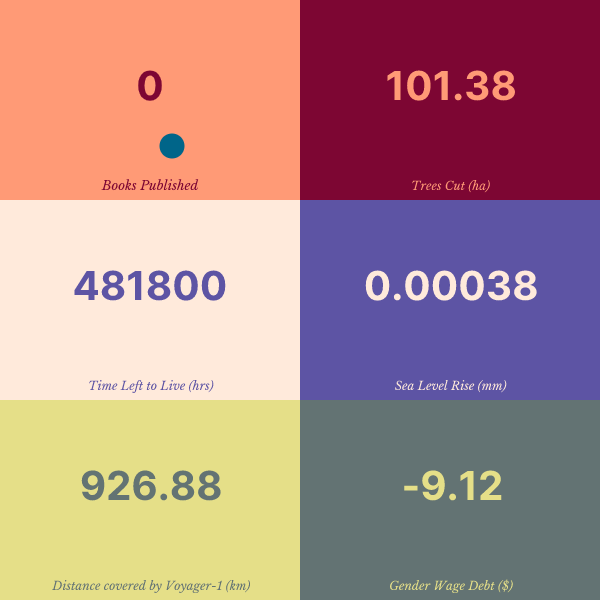 0
101.38
Books Published
Trees Cut (ha)
481800
0.00038
Time Left to Live (hrs)
Sea Level Rise (mm)
926.88
-9.12
Distance covered by Voyager-1 (km)
Gender Wage Debt ($)